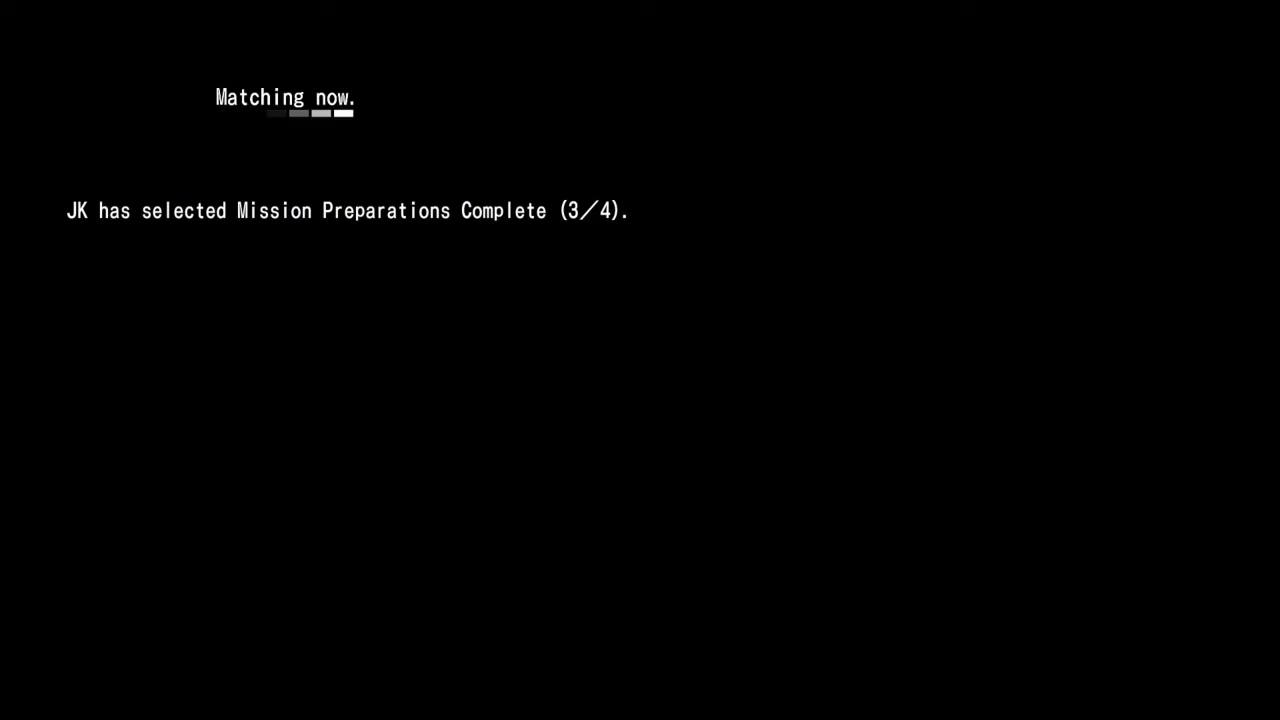 Matching now.
JK has selected Mission Preparations Complete (3／4).